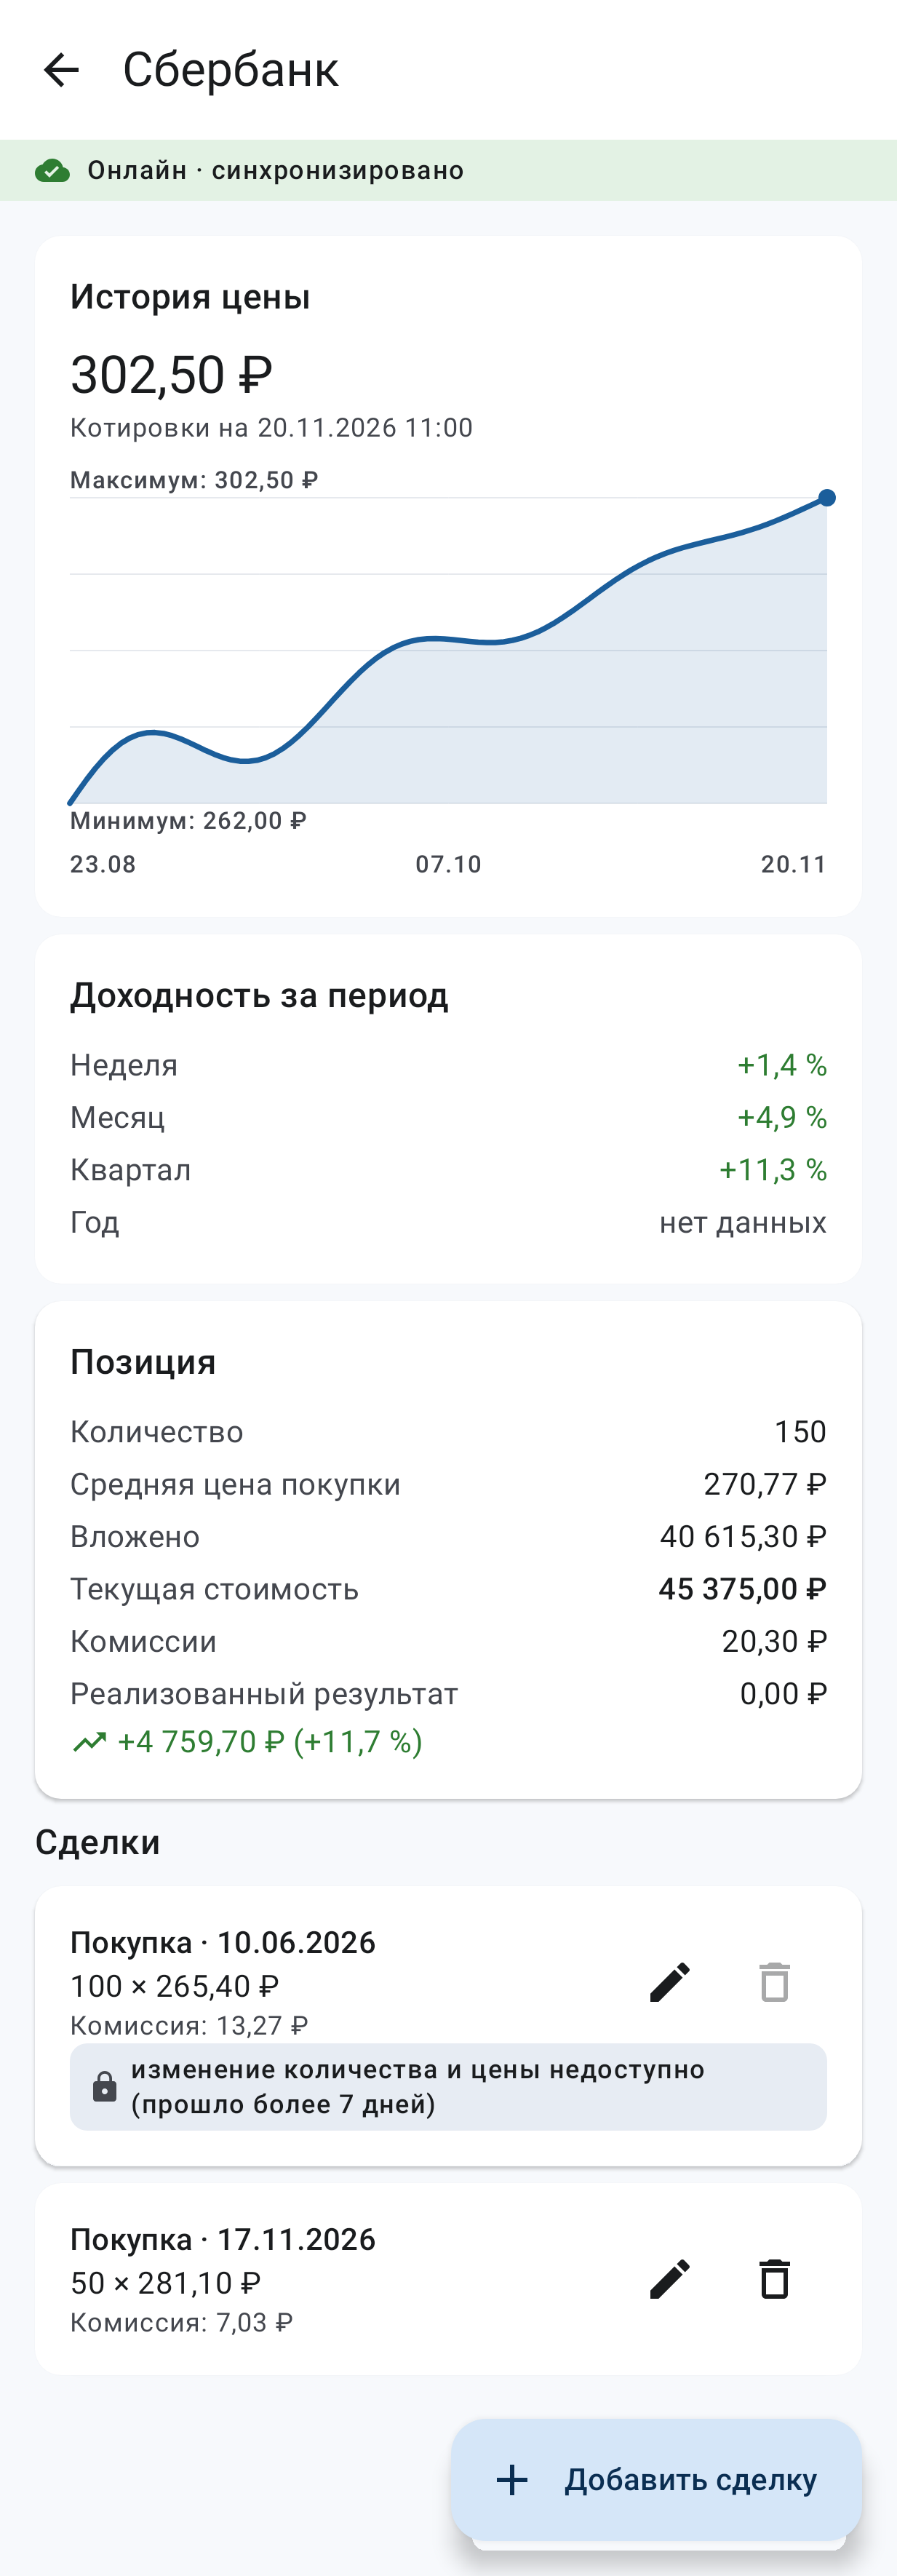 Сбербанк
Онлайн · синхронизировано
История цены
302,50 ₽
Котировки на 20.11.2026 11:00
Максимум: 302,50 ₽
Минимум: 262,00 ₽
23.08 07.10 20.11
Доходность за период
Неделя +1,4 %
Месяц +4,9 %
Квартал +11,3 %
Год нет данных
Позиция
Количество 150
Средняя цена покупки 270,77 ₽
Вложено 40 615,30 ₽
Текущая стоимость 45 375,00 ₽
Комиссии 20,30 ₽
Реализованный результат 0,00 ₽
+4 759,70 ₽ (+11,7 %)
Сделки
Покупка · 10.06.2026
100 × 265,40 ₽
Комиссия: 13,27 ₽
изменение количества и цены недоступно
(прошло более 7 дней)
Покупка · 17.11.2026
50 × 281,10 ₽
Комиссия: 7,03 ₽
Добавить сделку